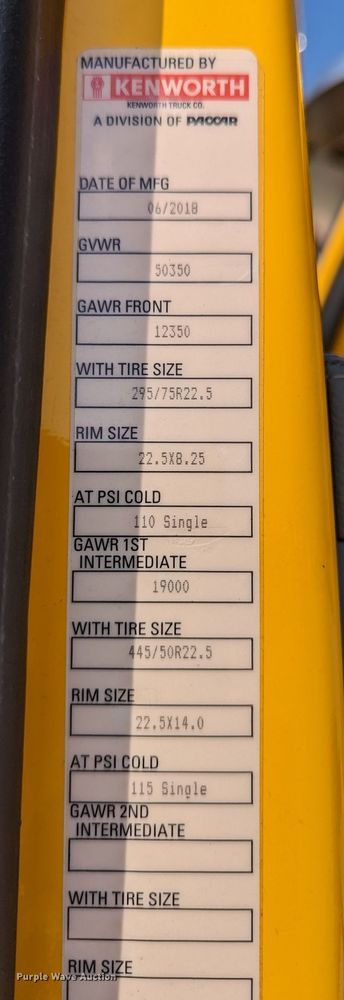 MANUFACTURED BY
KENWORTH
KENWORTH TRUCK CO.
A DIVISION OF PACCAR
DATE OF MFG
06/2018
GVWR
50350
GAWR FRONT
12350
WITH TIRE SIZE
295/75R22.5
RIM SIZE
22.5X8.25
AT PSI COLD
110 Single
GAWR 1ST
INTERMEDIATE
19000
WITH TIRE SIZE
445/50R22.5
RIM SIZE
22.5X14.0
AT PSI COLD
115 Single
GAWR 2ND
INTERMEDIATE
WITH TIRE SIZE
RIM SIZE
Purple Wave Auction